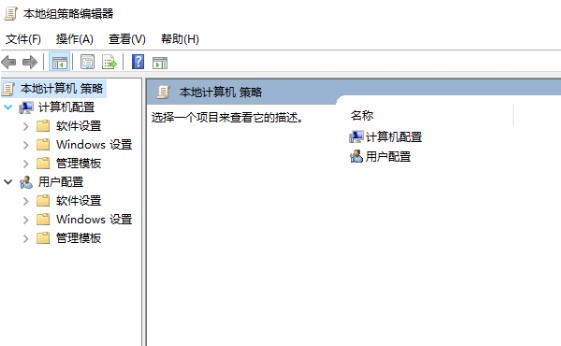 本地组策略编辑器
文件(F) 操作(A) 查看(V) 帮助(H)
本地计算机 策略
计算机配置
软件设置
Windows 设置
管理模板
用户配置
软件设置
Windows 设置
管理模板
本地计算机 策略
选择一个项目来查看它的描述。
名称
计算机配置
用户配置